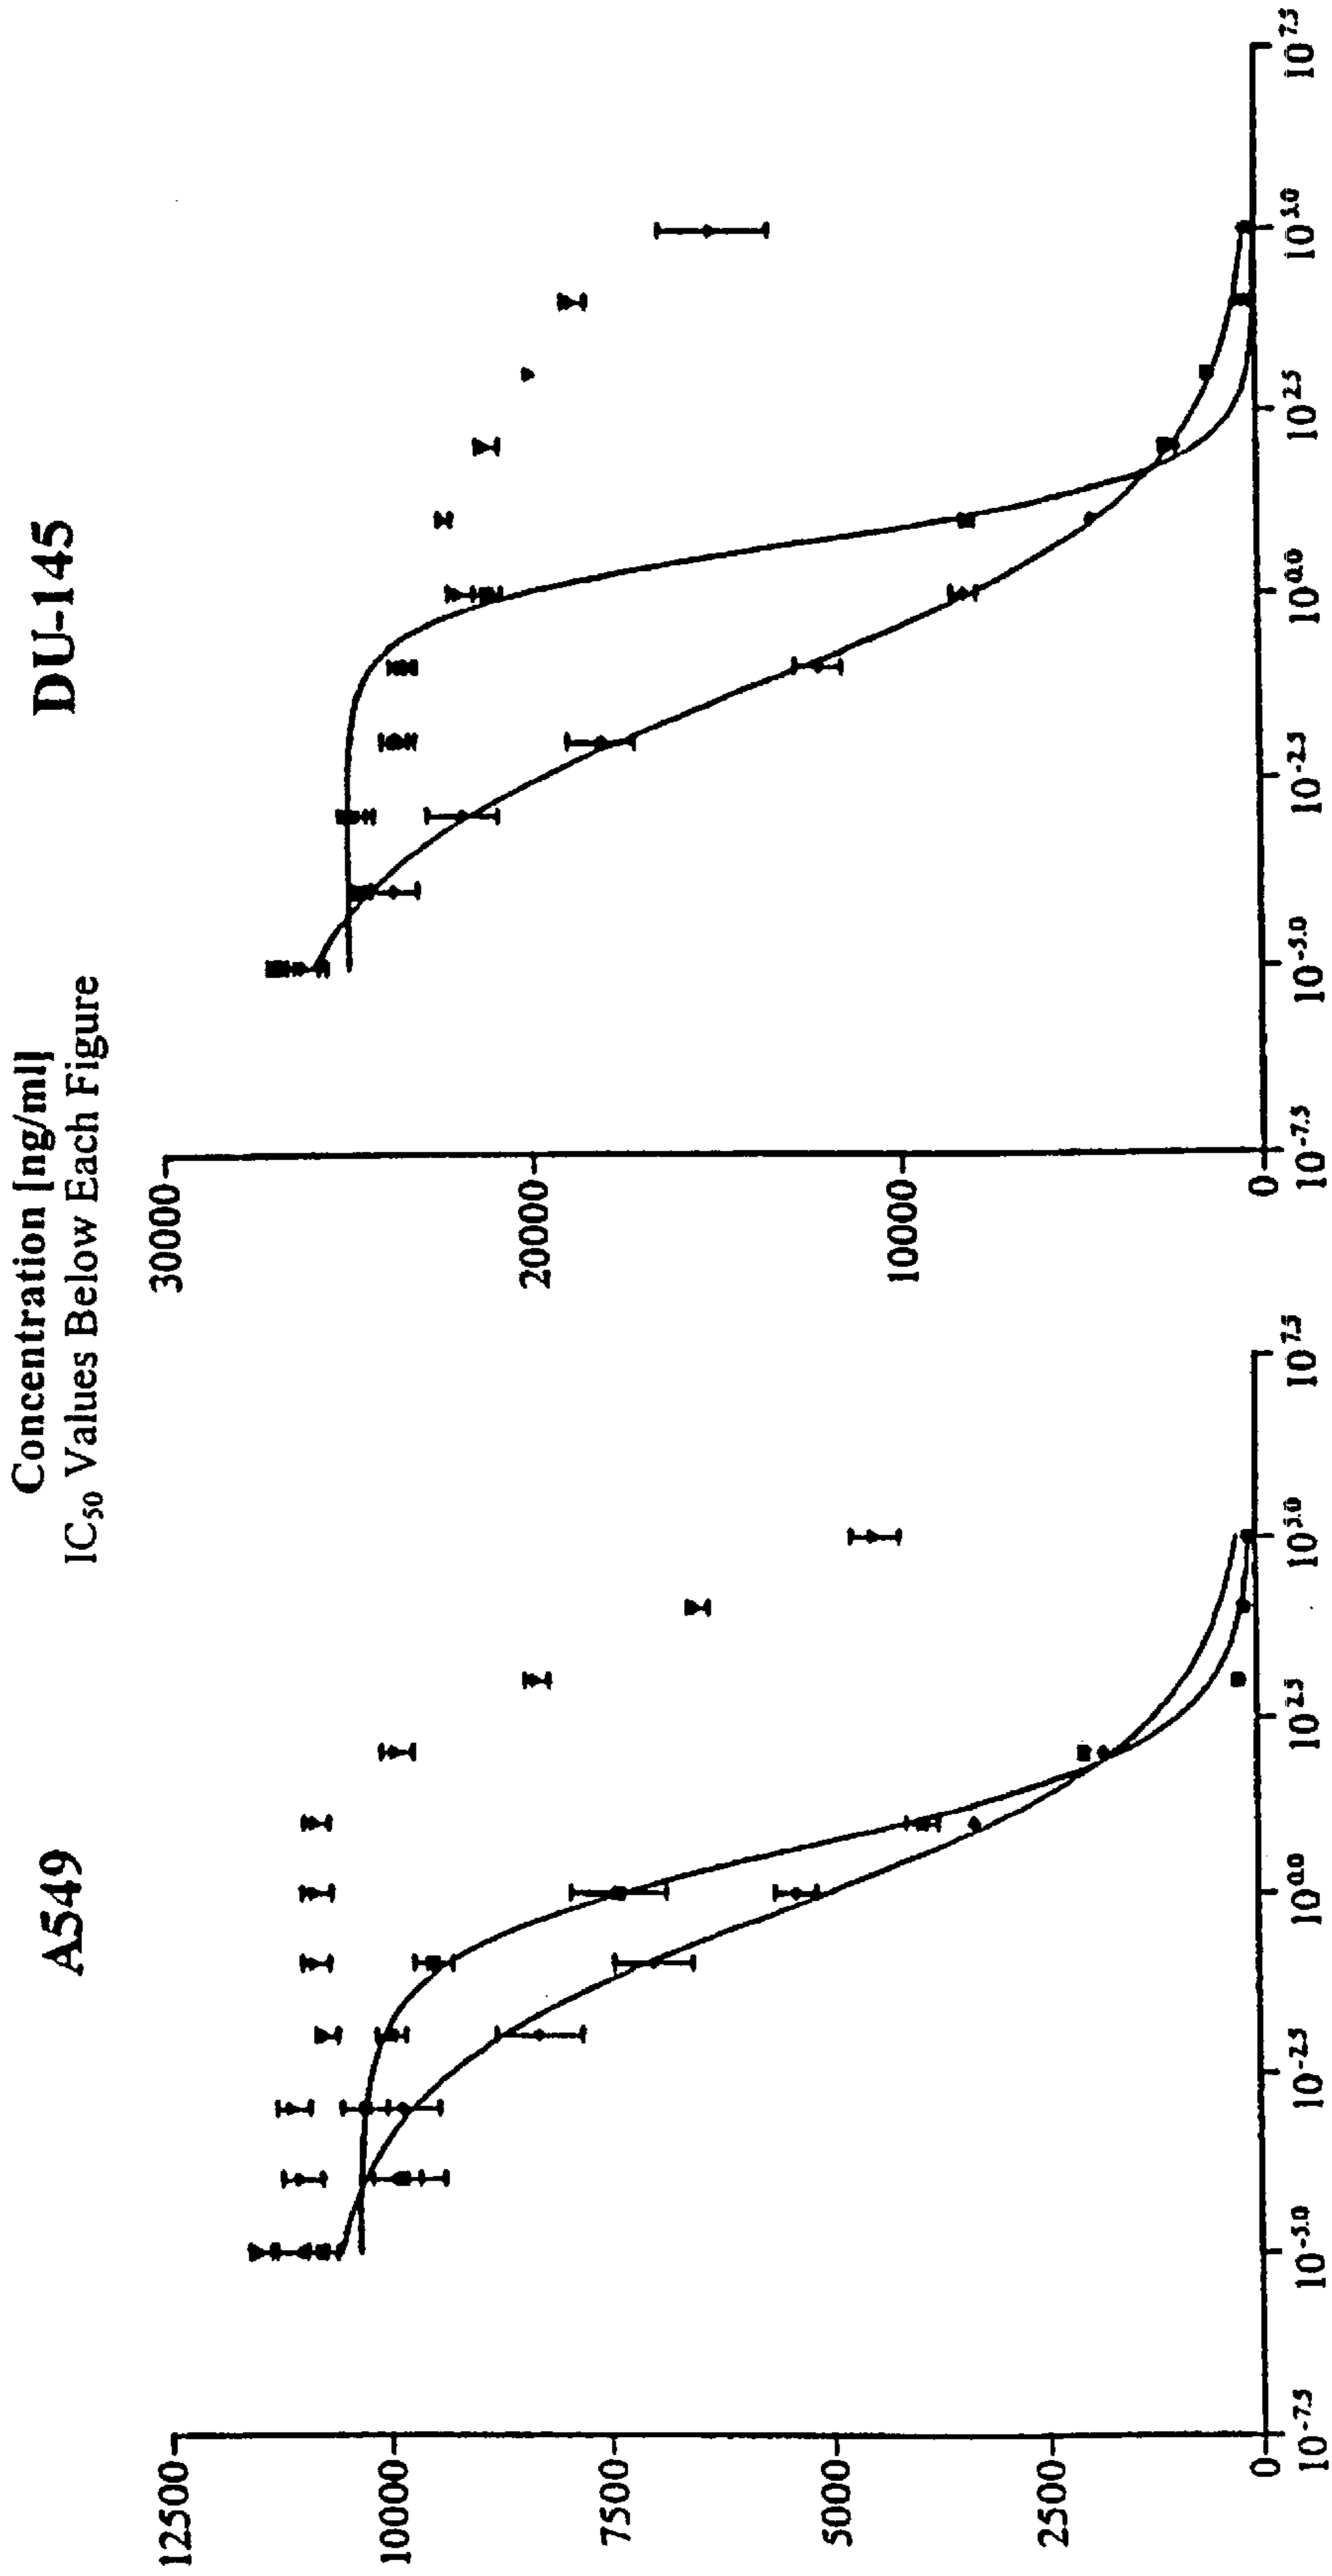 Concentration [ng/ml]
IC₅₀ Values Below Each Figure
A549
12500
10000
7500
5000
2500
0
10⁻⁷·⁵ 10⁻⁵·⁰ 10⁻²·⁵ 10⁰·⁰ 10²·⁵ 10⁵·⁰ 10⁷·⁵
DU-145
30000
20000
10000
0
10⁻⁷·⁵ 10⁻⁵·⁰ 10⁻²·⁵ 10⁰·⁰ 10²·⁵ 10⁵·⁰ 10⁷·⁵